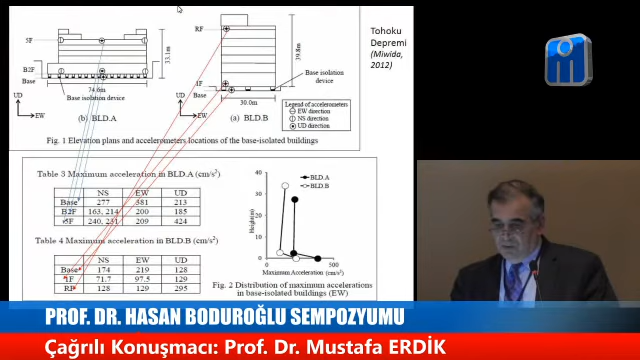 Tohoku
Depremi
(Miwida,
2012)
5F
B2F
Base
33.1m
74.6m
Base isolation device
UD
EW
(b) BLD.A
RF
1F
Base
39.8m
Base isolation
device
30.0m
UD
EW
(a) BLD.B
Legend of accelerometers
EW direction
NS direction
UD direction
Fig. 1 Elevation plans and accelerometers locations of the base-isolated buildings
Table 3 Maximum acceleration in BLD.A (cm/s²)
NS EW UD
Base 277 381 213
B2F 163, 214 200 185
5F 240, 231 209 424
Table 4 Maximum acceleration in BLD.B (cm/s²)
NS EW UD
Base 174 219 128
1F 71.7 97.5 129
RF 128 129 295
BLD.A
BLD.B
Height(m)
40
30
20
10
0
0 500
Maximum Acceleration (cm/s²)
Fig. 2 Distribution of maximum accelerations
in base-isolated buildings (EW)
PROF. DR. HASAN BODUROĞLU SEMPOZYUMU
Çağrılı Konuşmacı: Prof. Dr. Mustafa ERDİK